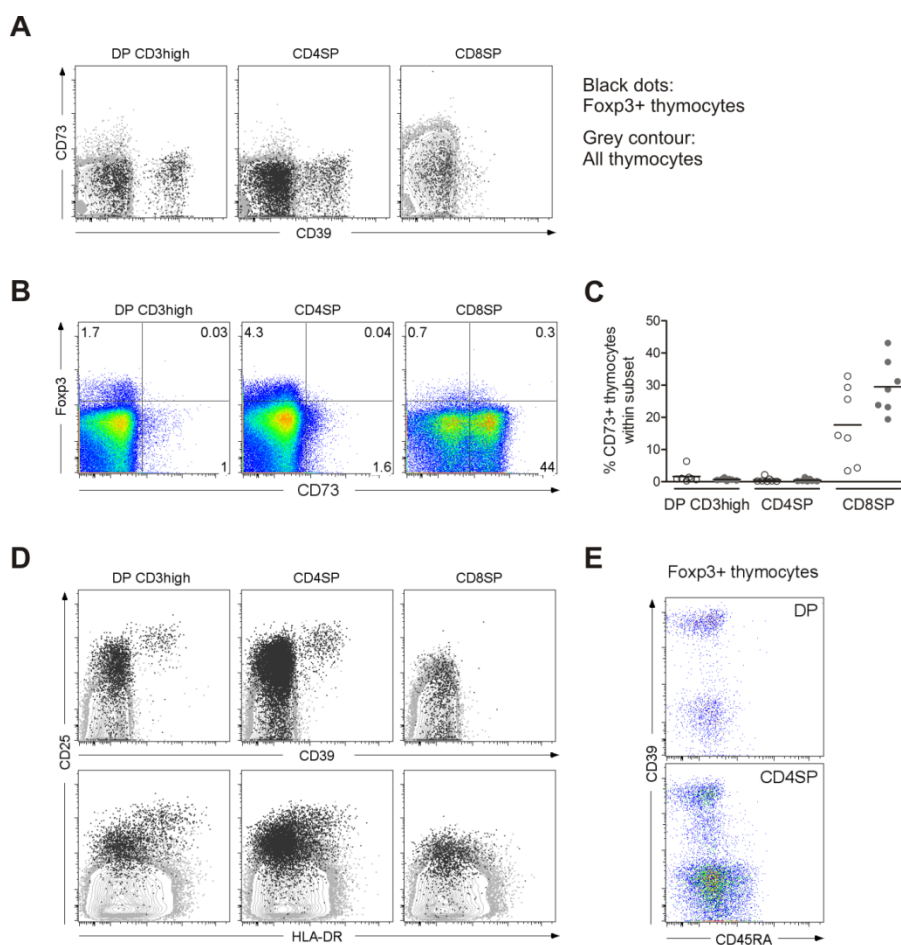 A
DP CD3high
CD4SP
CD8SP
CD73
CD39
Black dots:
Foxp3+ thymocytes
Grey contour:
All thymocytes
B
DP CD3high
CD4SP
CD8SP
1.7
0.03
4.3
0.04
0.7
0.3
Foxp3
1
1.6
44
CD73
C
% CD73+ thymocytes
within subset
50
40
30
20
10
0
DP CD3high
CD4SP
CD8SP
D
DP CD3high
CD4SP
CD8SP
CD25
CD39
HLA-DR
E
Foxp3+ thymocytes
DP
CD39
CD4SP
CD45RA